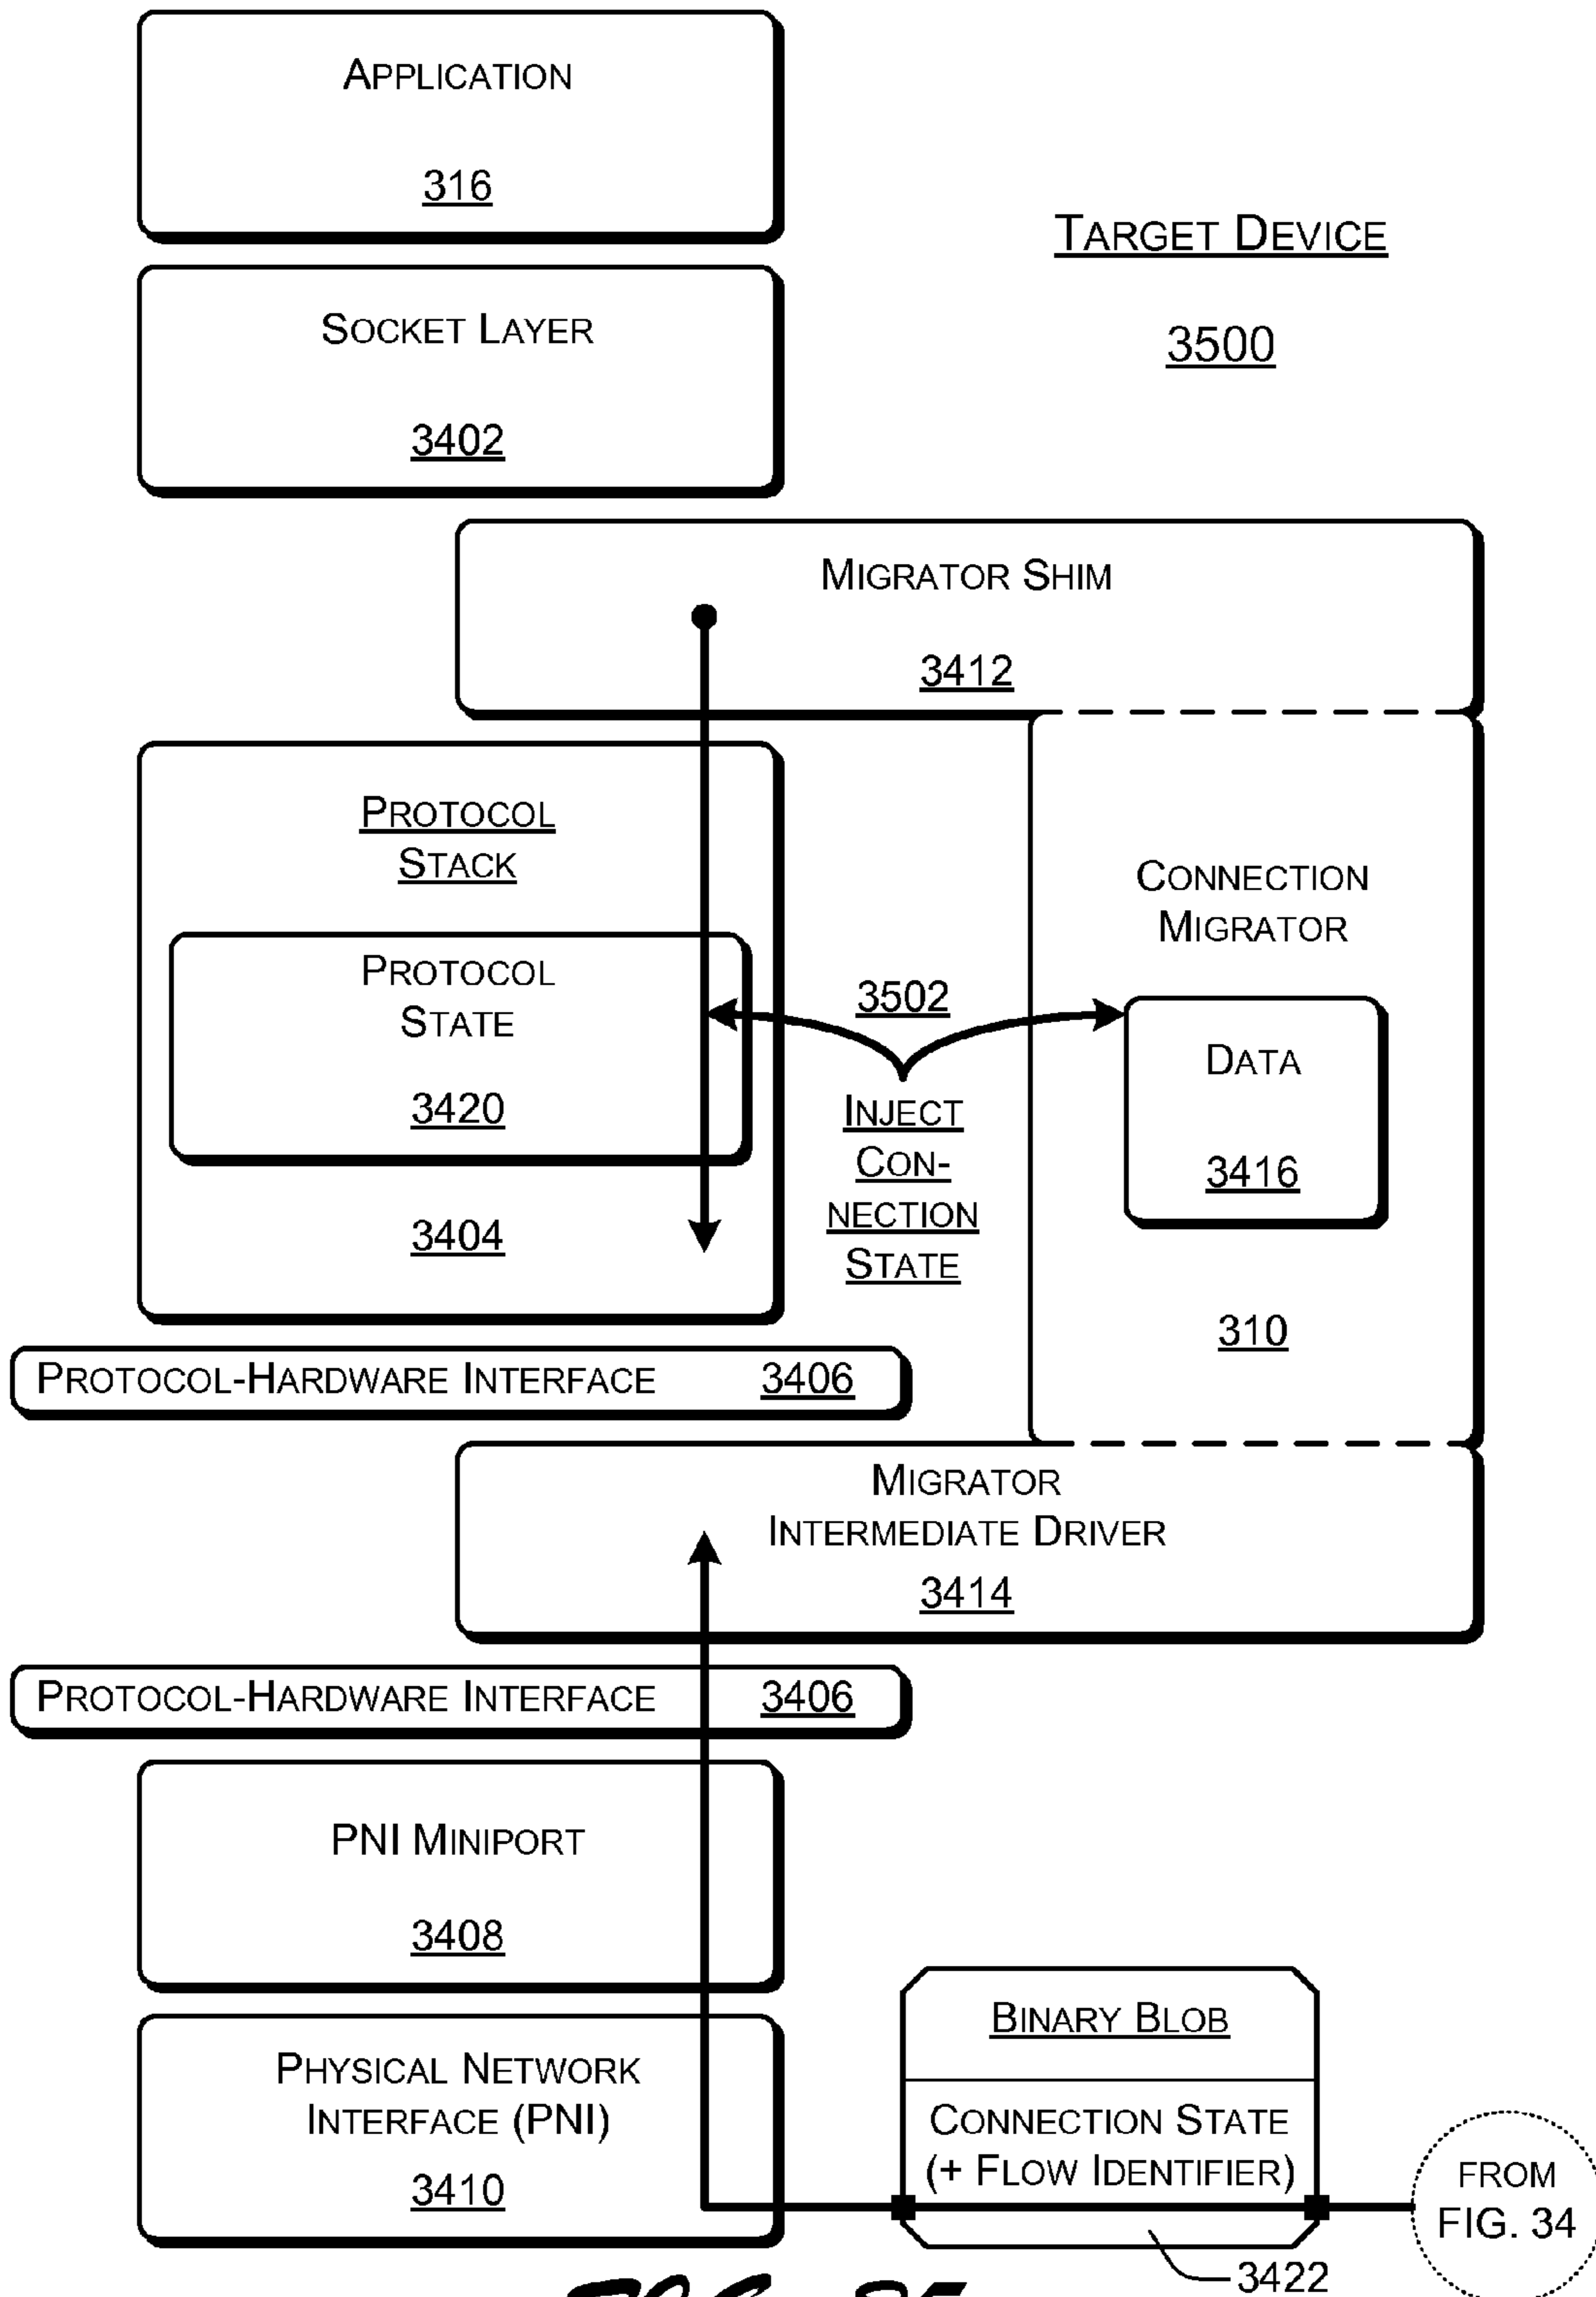 APPLICATION
316
TARGET DEVICE
3500
SOCKET LAYER
3402
MIGRATOR SHIM
3412
PROTOCOL
STACK
PROTOCOL
STATE
3420
3404
3502
INJECT
CON-
NECTION
STATE
CONNECTION
MIGRATOR
DATA
3416
310
PROTOCOL-HARDWARE INTERFACE 3406
MIGRATOR
INTERMEDIATE DRIVER
3414
PROTOCOL-HARDWARE INTERFACE 3406
PNI MINIPORT
3408
PHYSICAL NETWORK
INTERFACE (PNI)
3410
BINARY BLOB
CONNECTION STATE
(+ FLOW IDENTIFIER)
FROM
FIG. 34
3422